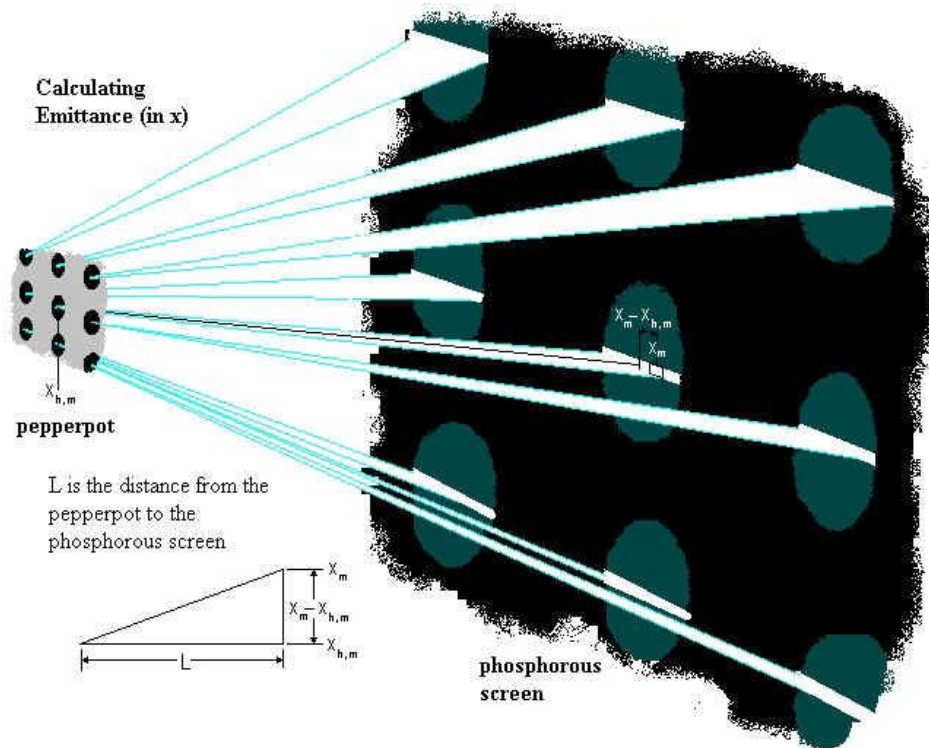 Calculating
Emittance (in x)
X_m - X_h,m
X_m
X_h,m
pepperpot
L is the distance from the
pepperpot to the
phosphorous screen
X_m
X_m - X_h,m
X_h,m
L
phosphorous
screen